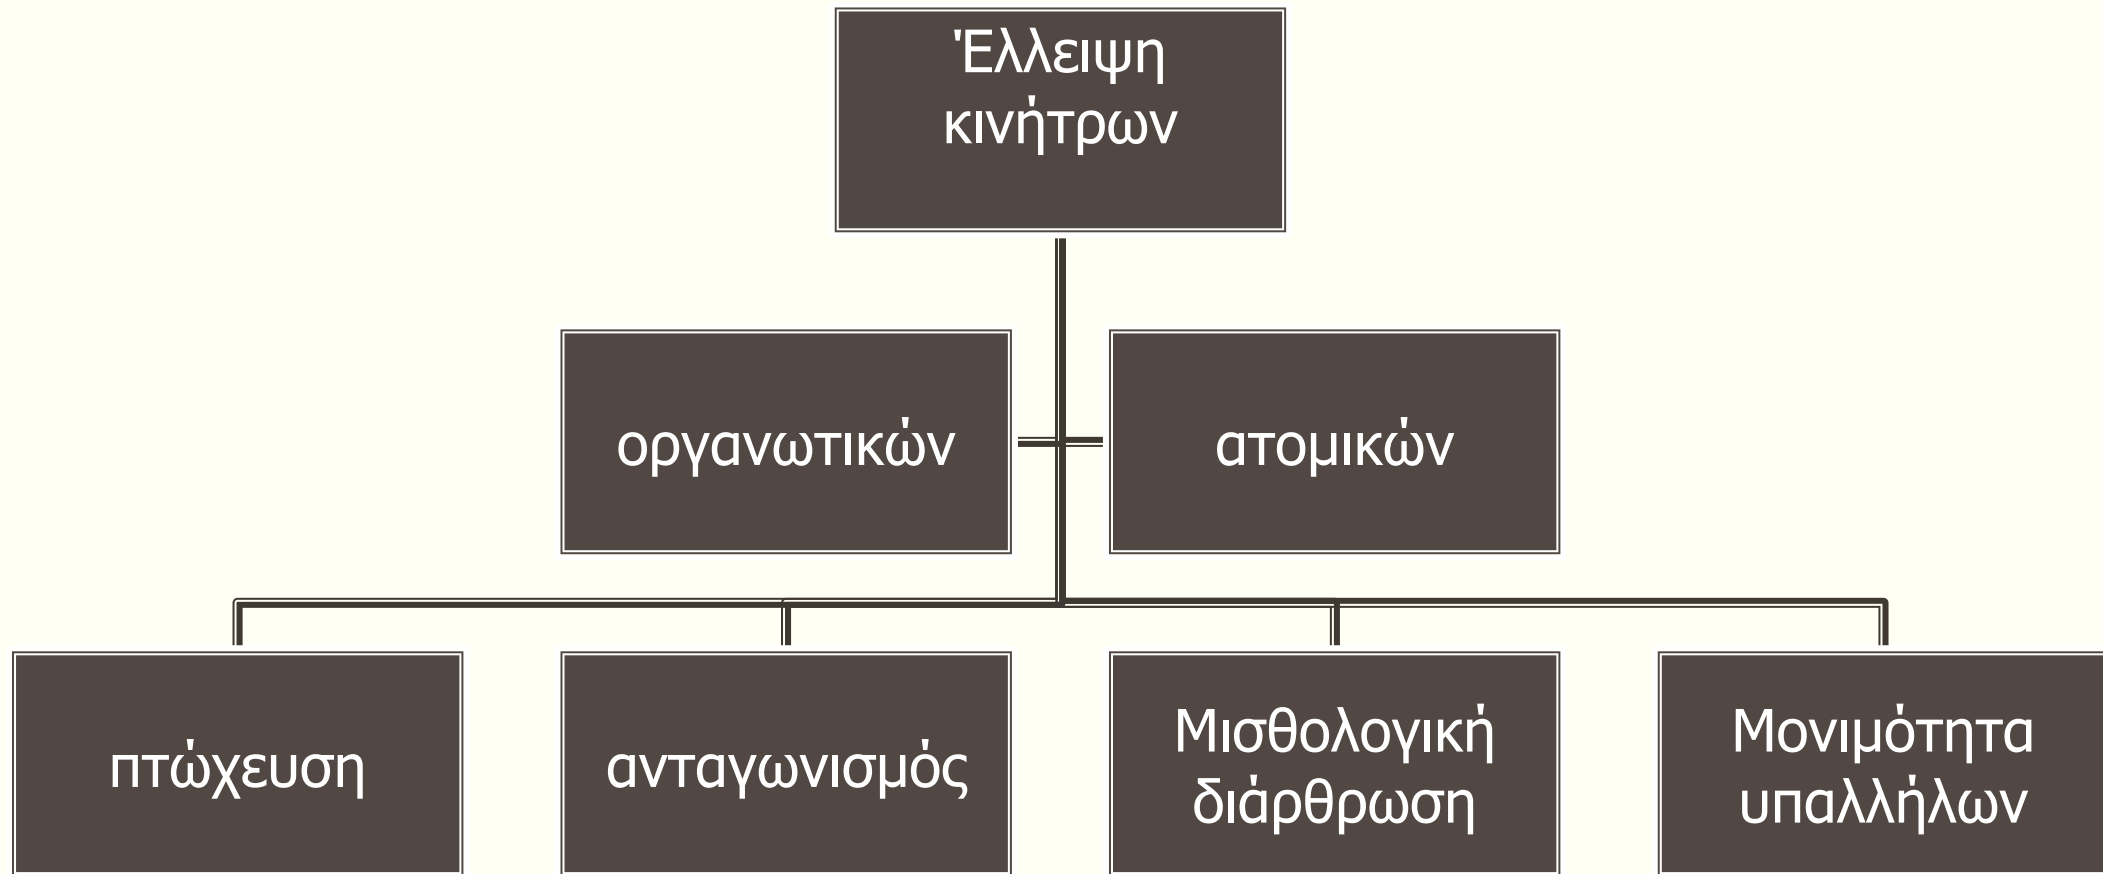 Έλλειψη
κινήτρων
οργανωτικών
ατομικών
πτώχευση
ανταγωνισμός
Μισθολογική
διάρθρωση
Μονιμότητα
υπαλλήλων